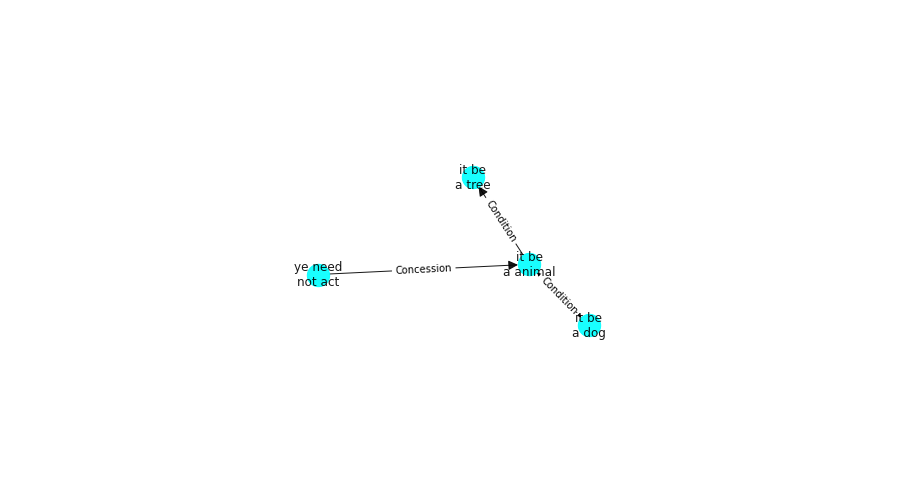 it be
a tree
Condition
ye need
not act
Concession
it be
a animal
Condition
it be
a dog